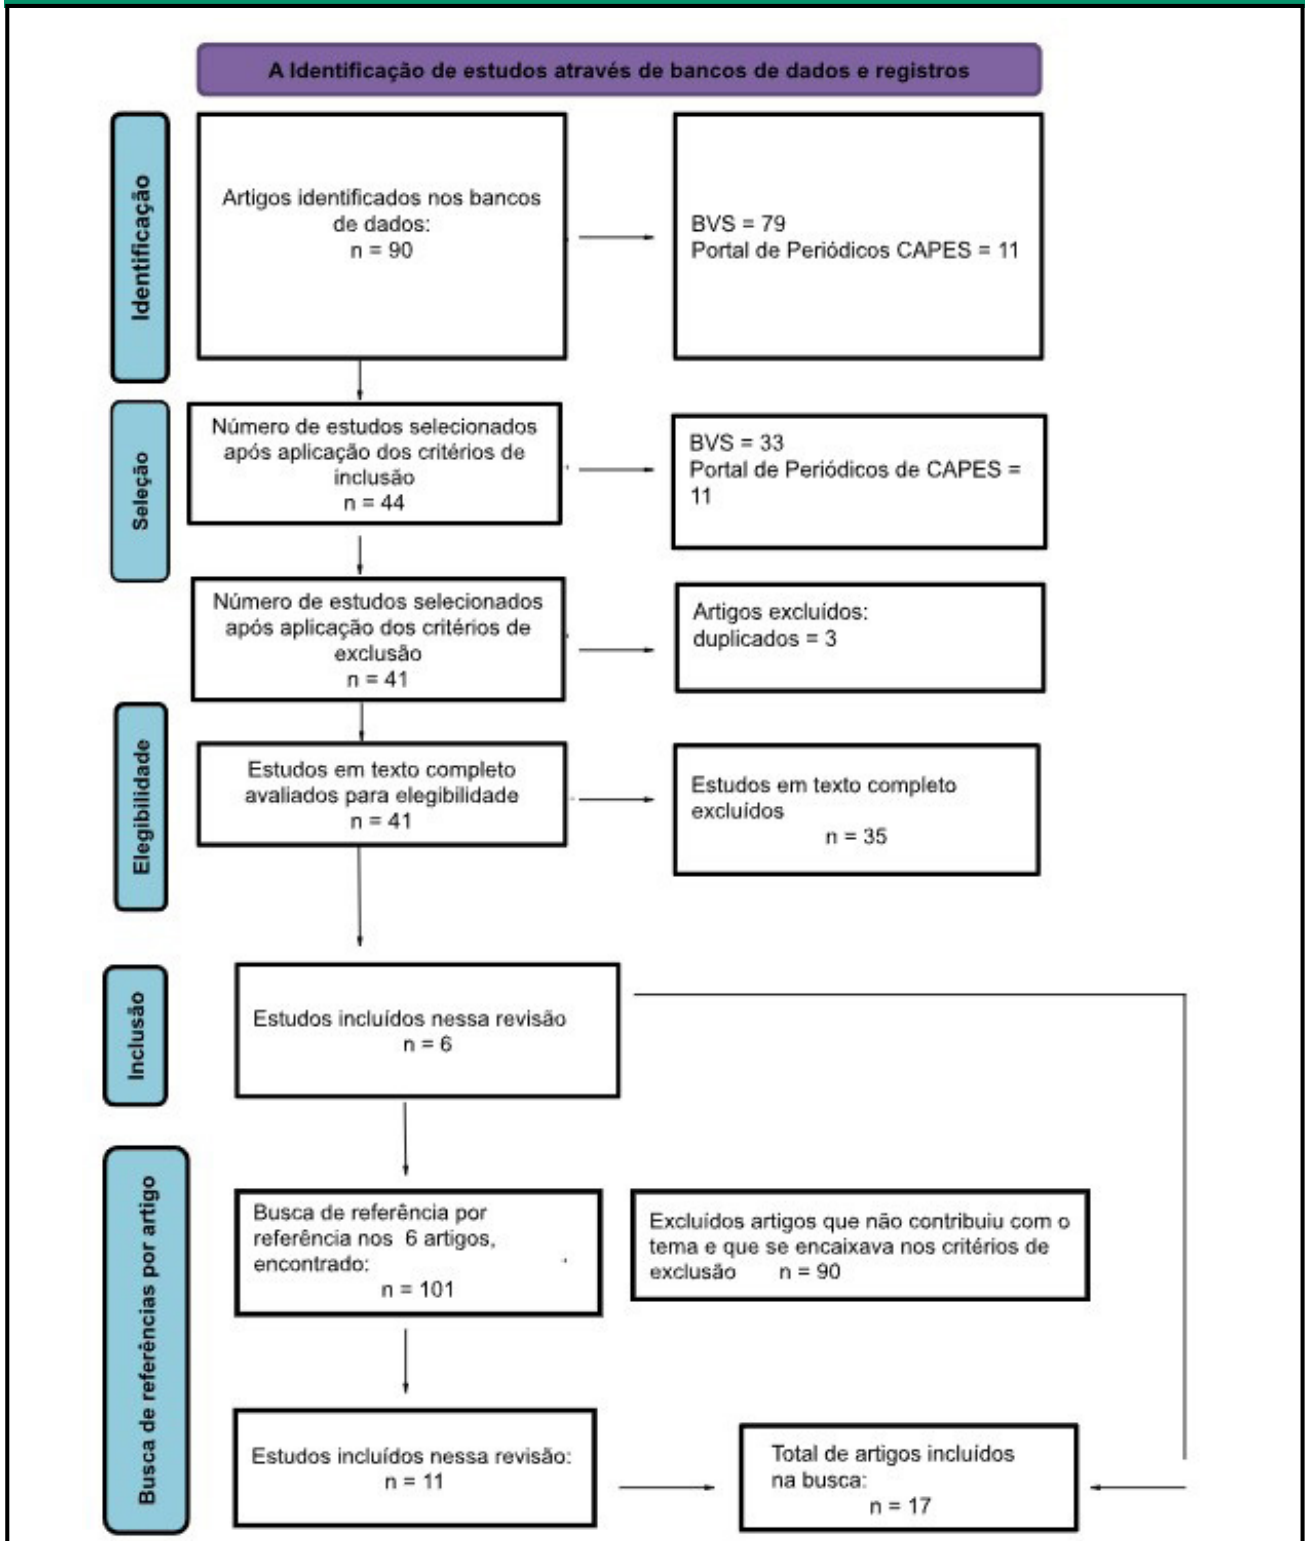 A Identificação de estudos através de bancos de dados e registros
Identificação
Artigos identificados nos bancos
de dados:
n = 90
BVS = 79
Portal de Periódicos CAPES = 11
Seleção
Número de estudos selecionados
após aplicação dos critérios de
inclusão
n = 44
BVS = 33
Portal de Periódicos de CAPES =
11
Número de estudos selecionados
após aplicação dos critérios de
exclusão
n = 41
Artigos excluídos:
duplicados = 3
Elegibilidade
Estudos em texto completo
avaliados para elegibilidade
n = 41
Estudos em texto completo
excluídos
n = 35
Inclusão
Estudos incluídos nessa revisão
n = 6
Busca de referências por artigo
Busca de referência por
referência nos 6 artigos,
encontrado:
n = 101
Excluidos artigos que não contribuiu com o
tema e que se encaixava nos critérios de
exclusão n = 90
Estudos incluídos nessa revisão:
n = 11
Total de artigos incluídos
na busca:
n = 17